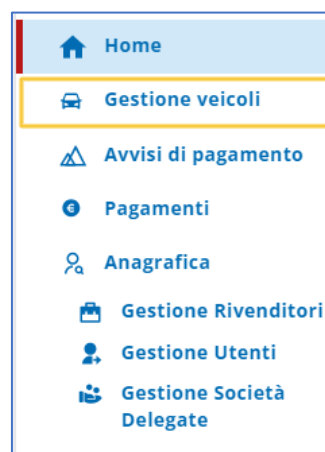 Home
Gestione veicoli
Avvisi di pagamento
Pagamenti
Anagrafica
Gestione Rivenditori
Gestione Utenti
Gestione Società
Delegate